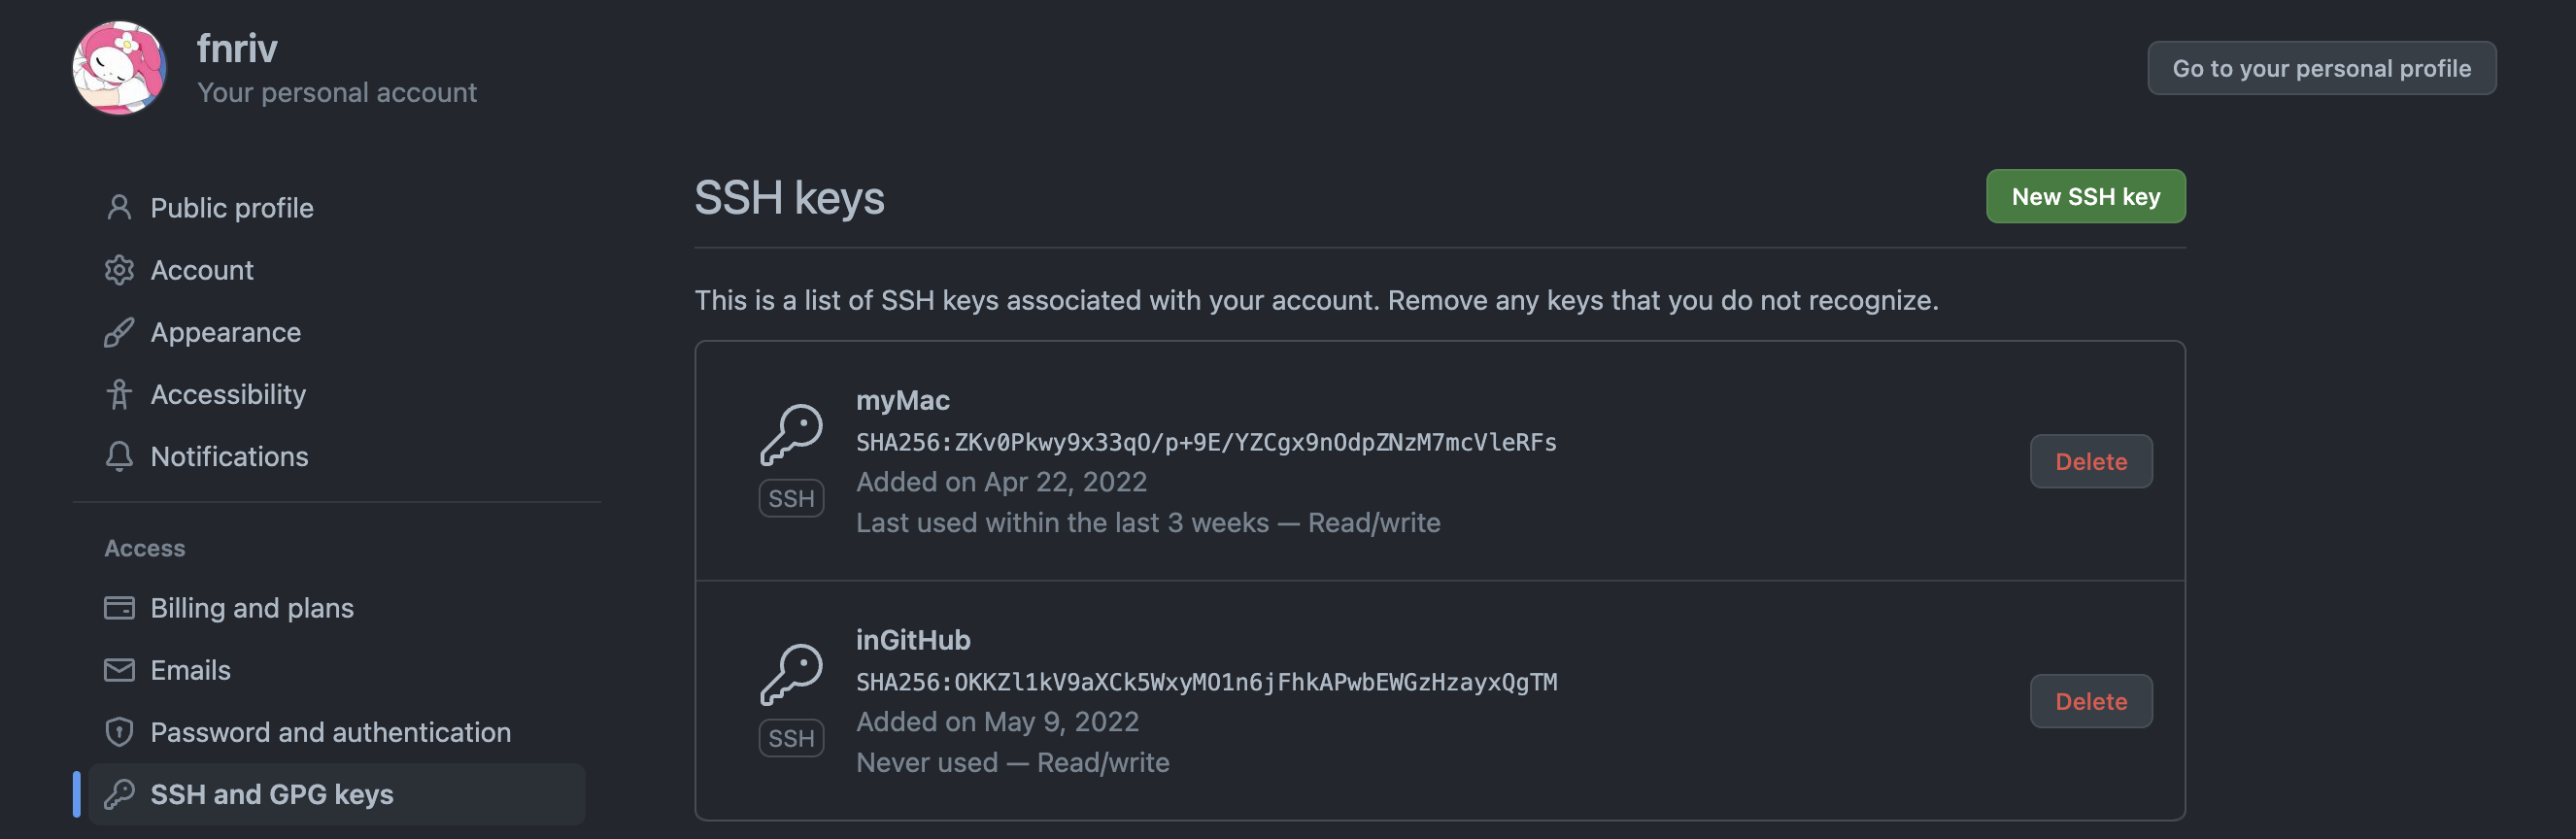 fnriv
Your personal account
Go to your personal profile
Public profile
Account
Appearance
Accessibility
Notifications
Access
Billing and plans
Emails
Password and authentication
SSH and GPG keys
SSH keys
New SSH key
This is a list of SSH keys associated with your account. Remove any keys that you do not recognize.
myMac
SHA256:ZKv0Pkwy9x33qO/p+9E/YZCgx9nOdpZNzM7mcVleRFs
Added on Apr 22, 2022
Last used within the last 3 weeks — Read/write
SSH
Delete
inGitHub
SHA256:OKKZl1kV9aXCk5WxyMO1n6jFhkAPwbEWGzHzayxQgTM
Added on May 9, 2022
Never used — Read/write
SSH
Delete